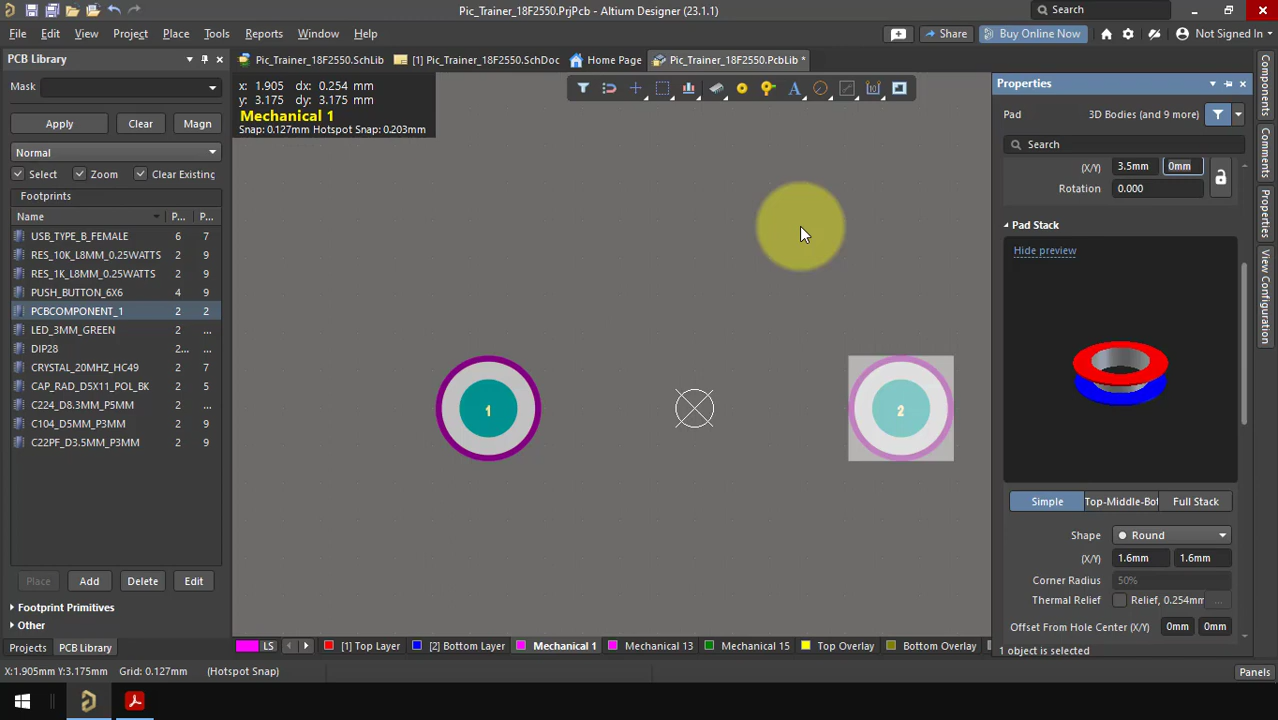 Pic_Trainer_18F2550.PrjPcb - Altium Designer (23.1.1)
Search
File Edit View Project Place Tools Reports Window Help
Share
Buy Online Now
Not Signed In
PCB Library
Pic_Trainer_18F2550.SchLib
[1] Pic_Trainer_18F2550.SchDoc
Home Page
Pic_Trainer_18F2550.PcbLib *
Mask
Apply Clear Magn
Normal
Select Zoom Clear Existing
Footprints
Name P... P...
USB_TYPE_B_FEMALE 6 7
RES_10K_L8MM_0.25WATTS 2 9
RES_1K_L8MM_0.25WATTS 2 9
PUSH_BUTTON_6X6 4 9
PCBCOMPONENT_1 2 2
LED_3MM_GREEN 2 ...
DIP28 2... ...
CRYSTAL_20MHZ_HC49 2 7
CAP_RAD_D5X11_POL_BK 2 5
C224_D8.3MM_P5MM 2 ...
C104_D5MM_P3MM 2 ...
C22PF_D3.5MM_P3MM 2 9
Place Add Delete Edit
Footprint Primitives
Other
Projects PCB Library
x: 1.905 dx: 0.254 mm
y: 3.175 dy: 3.175 mm
Mechanical 1
Snap: 0.127mm Hotspot Snap: 0.203mm
1
2
LS
[1] Top Layer
[2] Bottom Layer
Mechanical 1
Mechanical 13
Mechanical 15
Top Overlay
Bottom Overlay
Properties
Pad 3D Bodies (and 9 more)
Search
(X/Y) 3.5mm 0mm
Rotation 0.000
Pad Stack
Hide preview
Simple Top-Middle-Bot Full Stack
Shape Round
(X/Y) 1.6mm 1.6mm
Corner Radius 50%
Thermal Relief Relief, 0.254mm ...
Offset From Hole Center (X/Y) 0mm 0mm
1 object is selected
Components
Comments
Properties
View Configuration
X:1.905mm Y:3.175mm Grid: 0.127mm (Hotspot Snap)
Panels